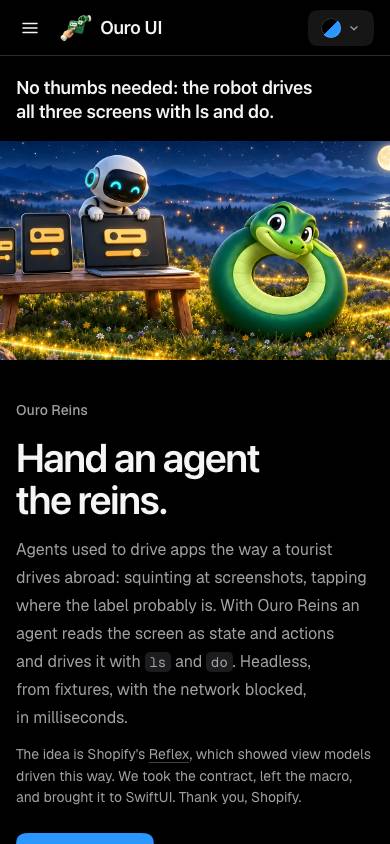 Ouro UI
No thumbs needed: the robot drives
all three screens with ls and do.
Ouro Reins
Hand an agent
the reins.
Agents used to drive apps the way a tourist
drives abroad: squinting at screenshots, tapping
where the label probably is. With Ouro Reins an
agent reads the screen as state and actions
and drives it with ls and do. Headless,
from fixtures, with the network blocked,
in milliseconds.
The idea is Shopify's Reflex, which showed view models
driven this way. We took the contract, left the macro,
and brought it to SwiftUI. Thank you, Shopify.